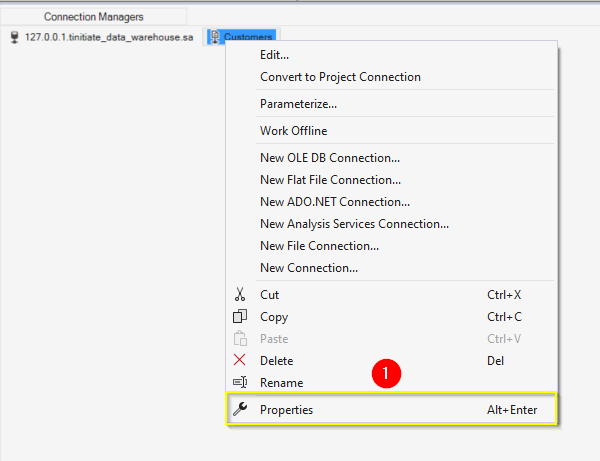 Connection Managers
127.0.0.1.tinitiate_data_warehouse.sa Customers
Edit...
Convert to Project Connection
Parameterize...
Work Offline
New OLE DB Connection...
New Flat File Connection...
New ADO.NET Connection...
New Analysis Services Connection...
New File Connection...
New Connection...
Cut Ctrl+X
Copy Ctrl+C
Paste Ctrl+V
Delete Del
1
Rename
Properties Alt+Enter